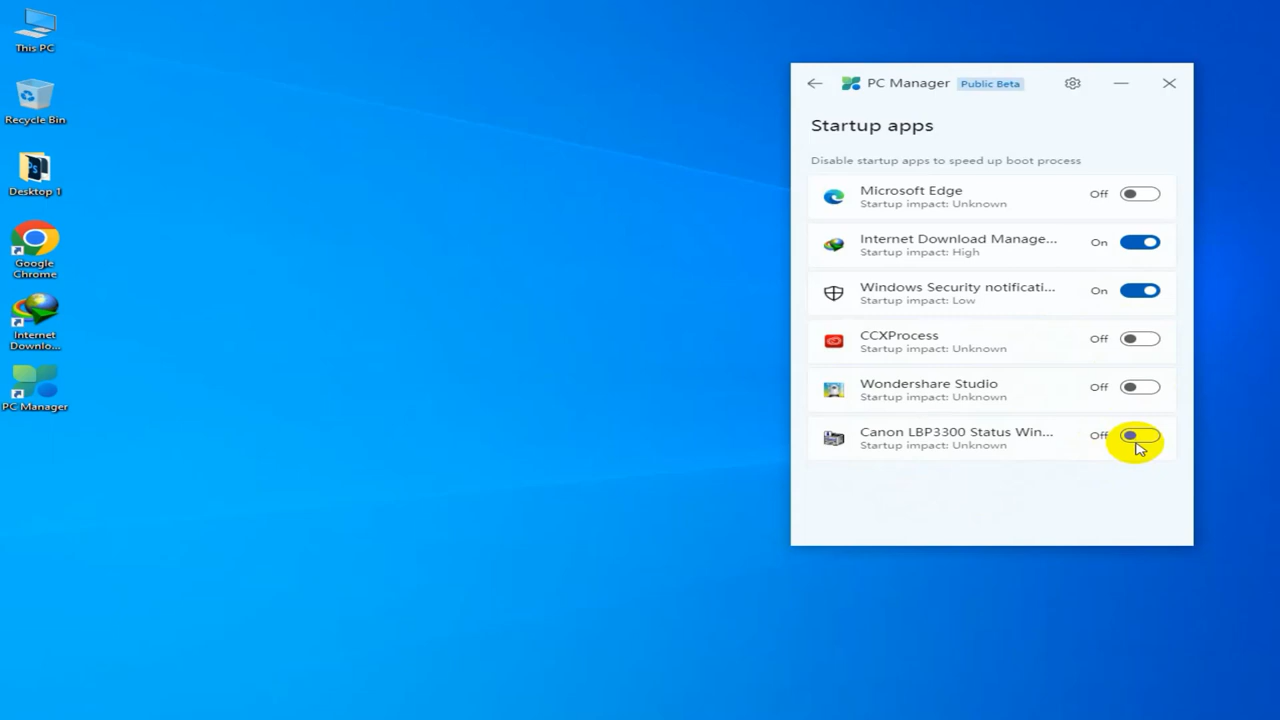 This PC
Recycle Bin
Desktop 1
Google
Chrome
Internet
Downlo...
PC Manager
PC Manager Public Beta
Startup apps
Disable startup apps to speed up boot process
Microsoft Edge
Startup impact: Unknown
Off
Internet Download Manage...
Startup impact: High
On
Windows Security notificati...
Startup impact: Low
On
CCXProcess
Startup impact: Unknown
Off
Wondershare Studio
Startup impact: Unknown
Off
Canon LBP3300 Status Win...
Startup impact: Unknown
Off